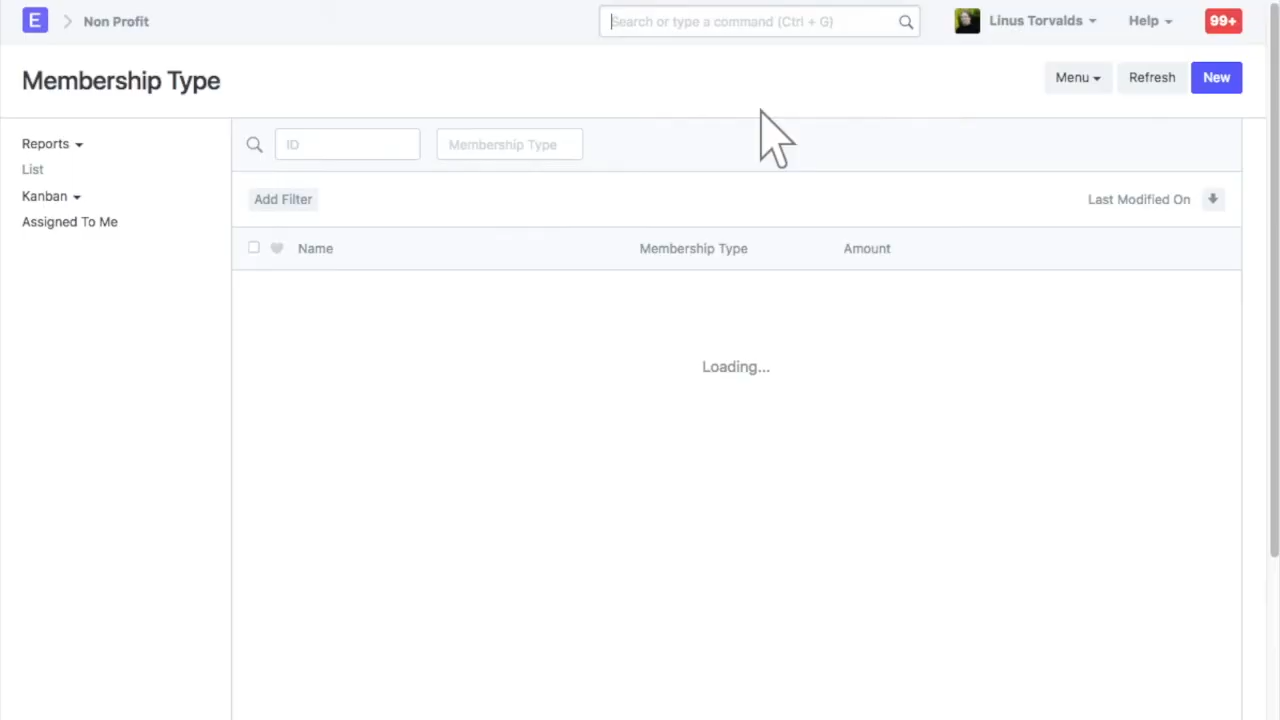 E
Non Profit
Search or type a command (Ctrl + G)
Linus Torvalds
Help
99+
Membership Type
Menu
Refresh
New
Reports
List
Kanban
Assigned To Me
ID
Membership Type
Add Filter
Last Modified On
Name
Membership Type
Amount
Loading...